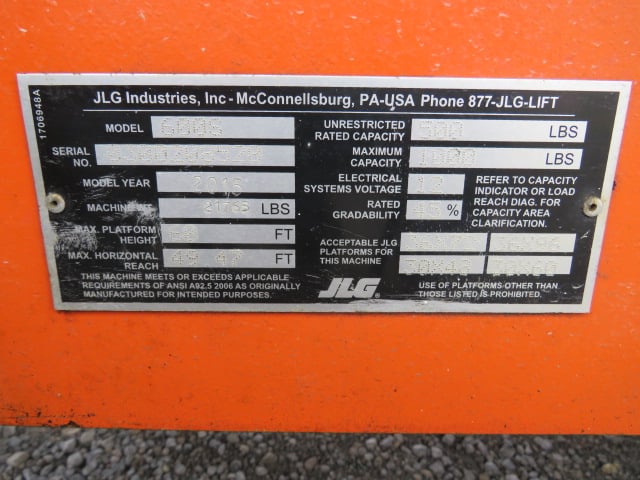 1706948A
JLG Industries, Inc - McConnellsburg, PA-USA Phone 877-JLG-LIFT
MODEL 600S
SERIAL
NO.
MODEL YEAR
MACHINE WT. LBS
MAX. PLATFORM
HEIGHT FT
MAX. HORIZONTAL
REACH FT
THIS MACHINE MEETS OR EXCEEDS APPLICABLE
REQUIREMENTS OF ANSI A92.5 2006 AS ORIGINALLY
MANUFACTURED FOR INTENDED PURPOSES.
UNRESTRICTED
RATED CAPACITY 500 LBS
MAXIMUM
CAPACITY 1000 LBS
ELECTRICAL
SYSTEMS VOLTAGE 12
RATED
GRADABILITY %
REFER TO CAPACITY
INDICATOR OR LOAD
REACH DIAG. FOR
CAPACITY AREA
CLARIFICATION.
ACCEPTABLE JLG
PLATFORMS FOR
THIS MACHINE
36X96
JLG®
USE OF PLATFORMS OTHER THAN
THOSE LISTED IS PROHIBITED.